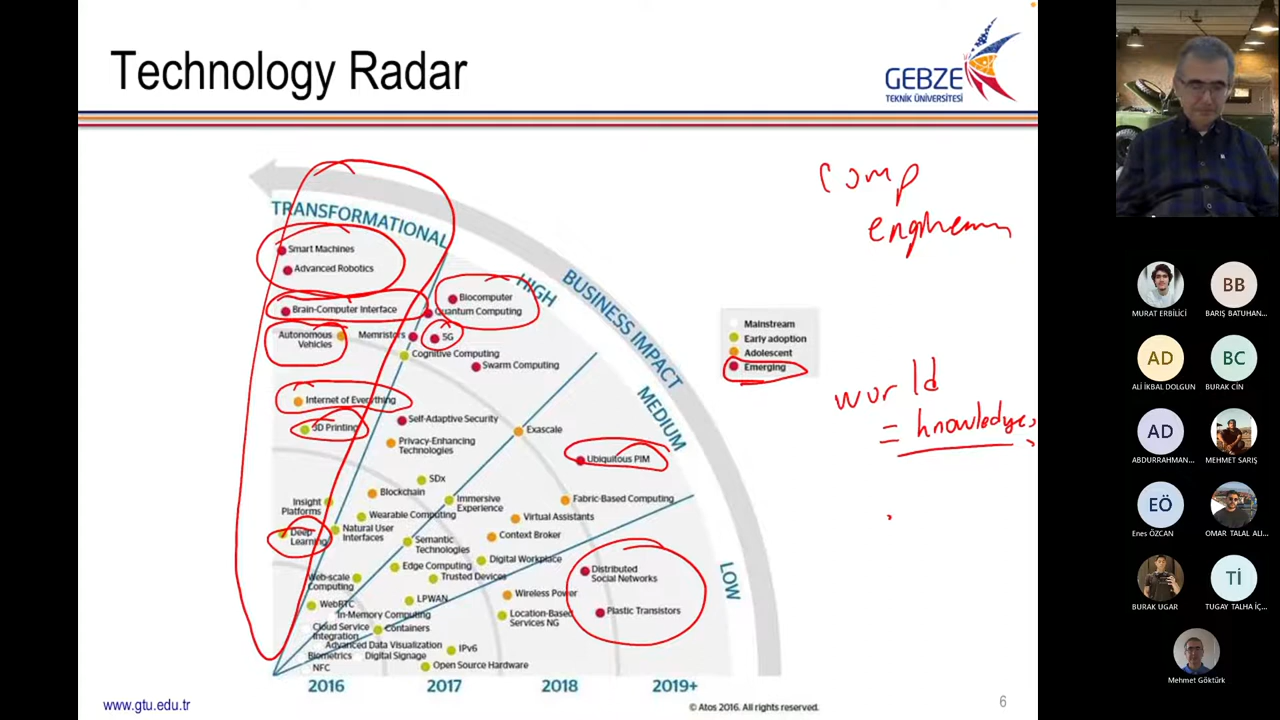 Technology Radar
GEBZE
TEKNİK ÜNİVERSİTESİ
comp
TRANSFORMATIONAL
HIGH
BUSINESS IMPACT
MEDIUM
LOW
Smart Machines
Advanced Robotics
Brain-Computer Interface
Autonomous
Vehicles
Memristors
Biocomputer
Quantum Computing
5G
Cognitive Computing
Swarm Computing
Internet of Everything
3D Printing
Self-Adaptive Security
Privacy-Enhancing
Technologies
Exascale
Ubiquitous PIM
SDx
Blockchain
Insight
Platforms
Immersive
Experience
Fabric-Based Computing
Wearable Computing
Virtual Assistants
Deep
Learning
Natural User
Interfaces
Semantic
Technologies
Context Broker
Digital Workplace
Edge Computing
Trusted Devices
Distributed
Social Networks
Web-scale
Computing
Wireless Power
Plastic Transistors
LPWAN
WebRTC
In-Memory Computing
Location-Based
Services NG
Cloud Service
Integration
Containers
Advanced Data Visualization
IPv6
Biometrics
Digital Signage
NFC
Open Source Hardware
2016
2017
2018
2019+
Mainstream
Early adoption
Adolescent
Emerging
world
= knowledge
www.gtu.edu.tr
© Atos 2016. All rights reserved.
6
MURAT ERBİLİCİ
BB
BARIŞ BATUHAN...
AD
ALİ İKBAL DOLGUN
BC
BURAK CİN
AD
ABDURRAHMAN...
MEHMET SARIŞ
EÖ
Enes ÖZCAN
OMAR TALAL ALI...
BURAK UGAR
Tİ
TUGAY TALHA İÇ...
Mehmet Göktürk